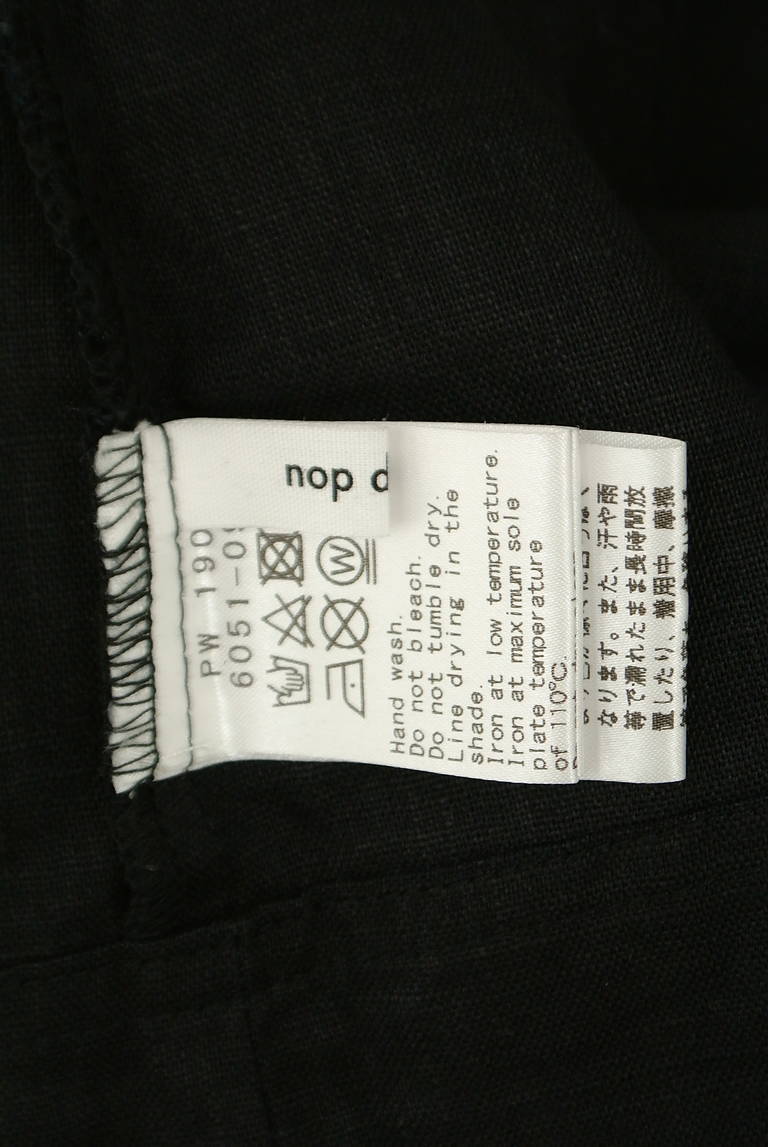 nop d
PW 190
6051-0
W
Hand wash.
Do not bleach.
Do not tumble dry.
Line drying in the
shade.
Iron at low temperature.
Iron at maximum sole
plate temperature
of 110°C.
なります。また、汗や雨
等で濡れたまま長時間放
置したり、着用中、摩擦